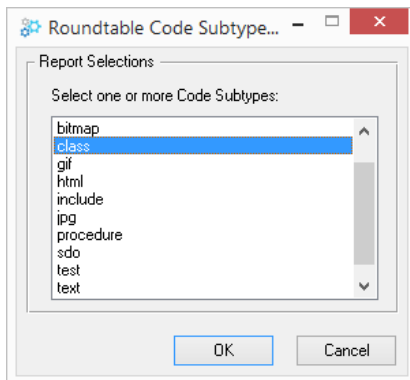 Roundtable Code Subtype...
Report Selections
Select one or more Code Subtypes:
bitmap
class
gif
html
include
jpg
procedure
sdo
test
text
OK Cancel